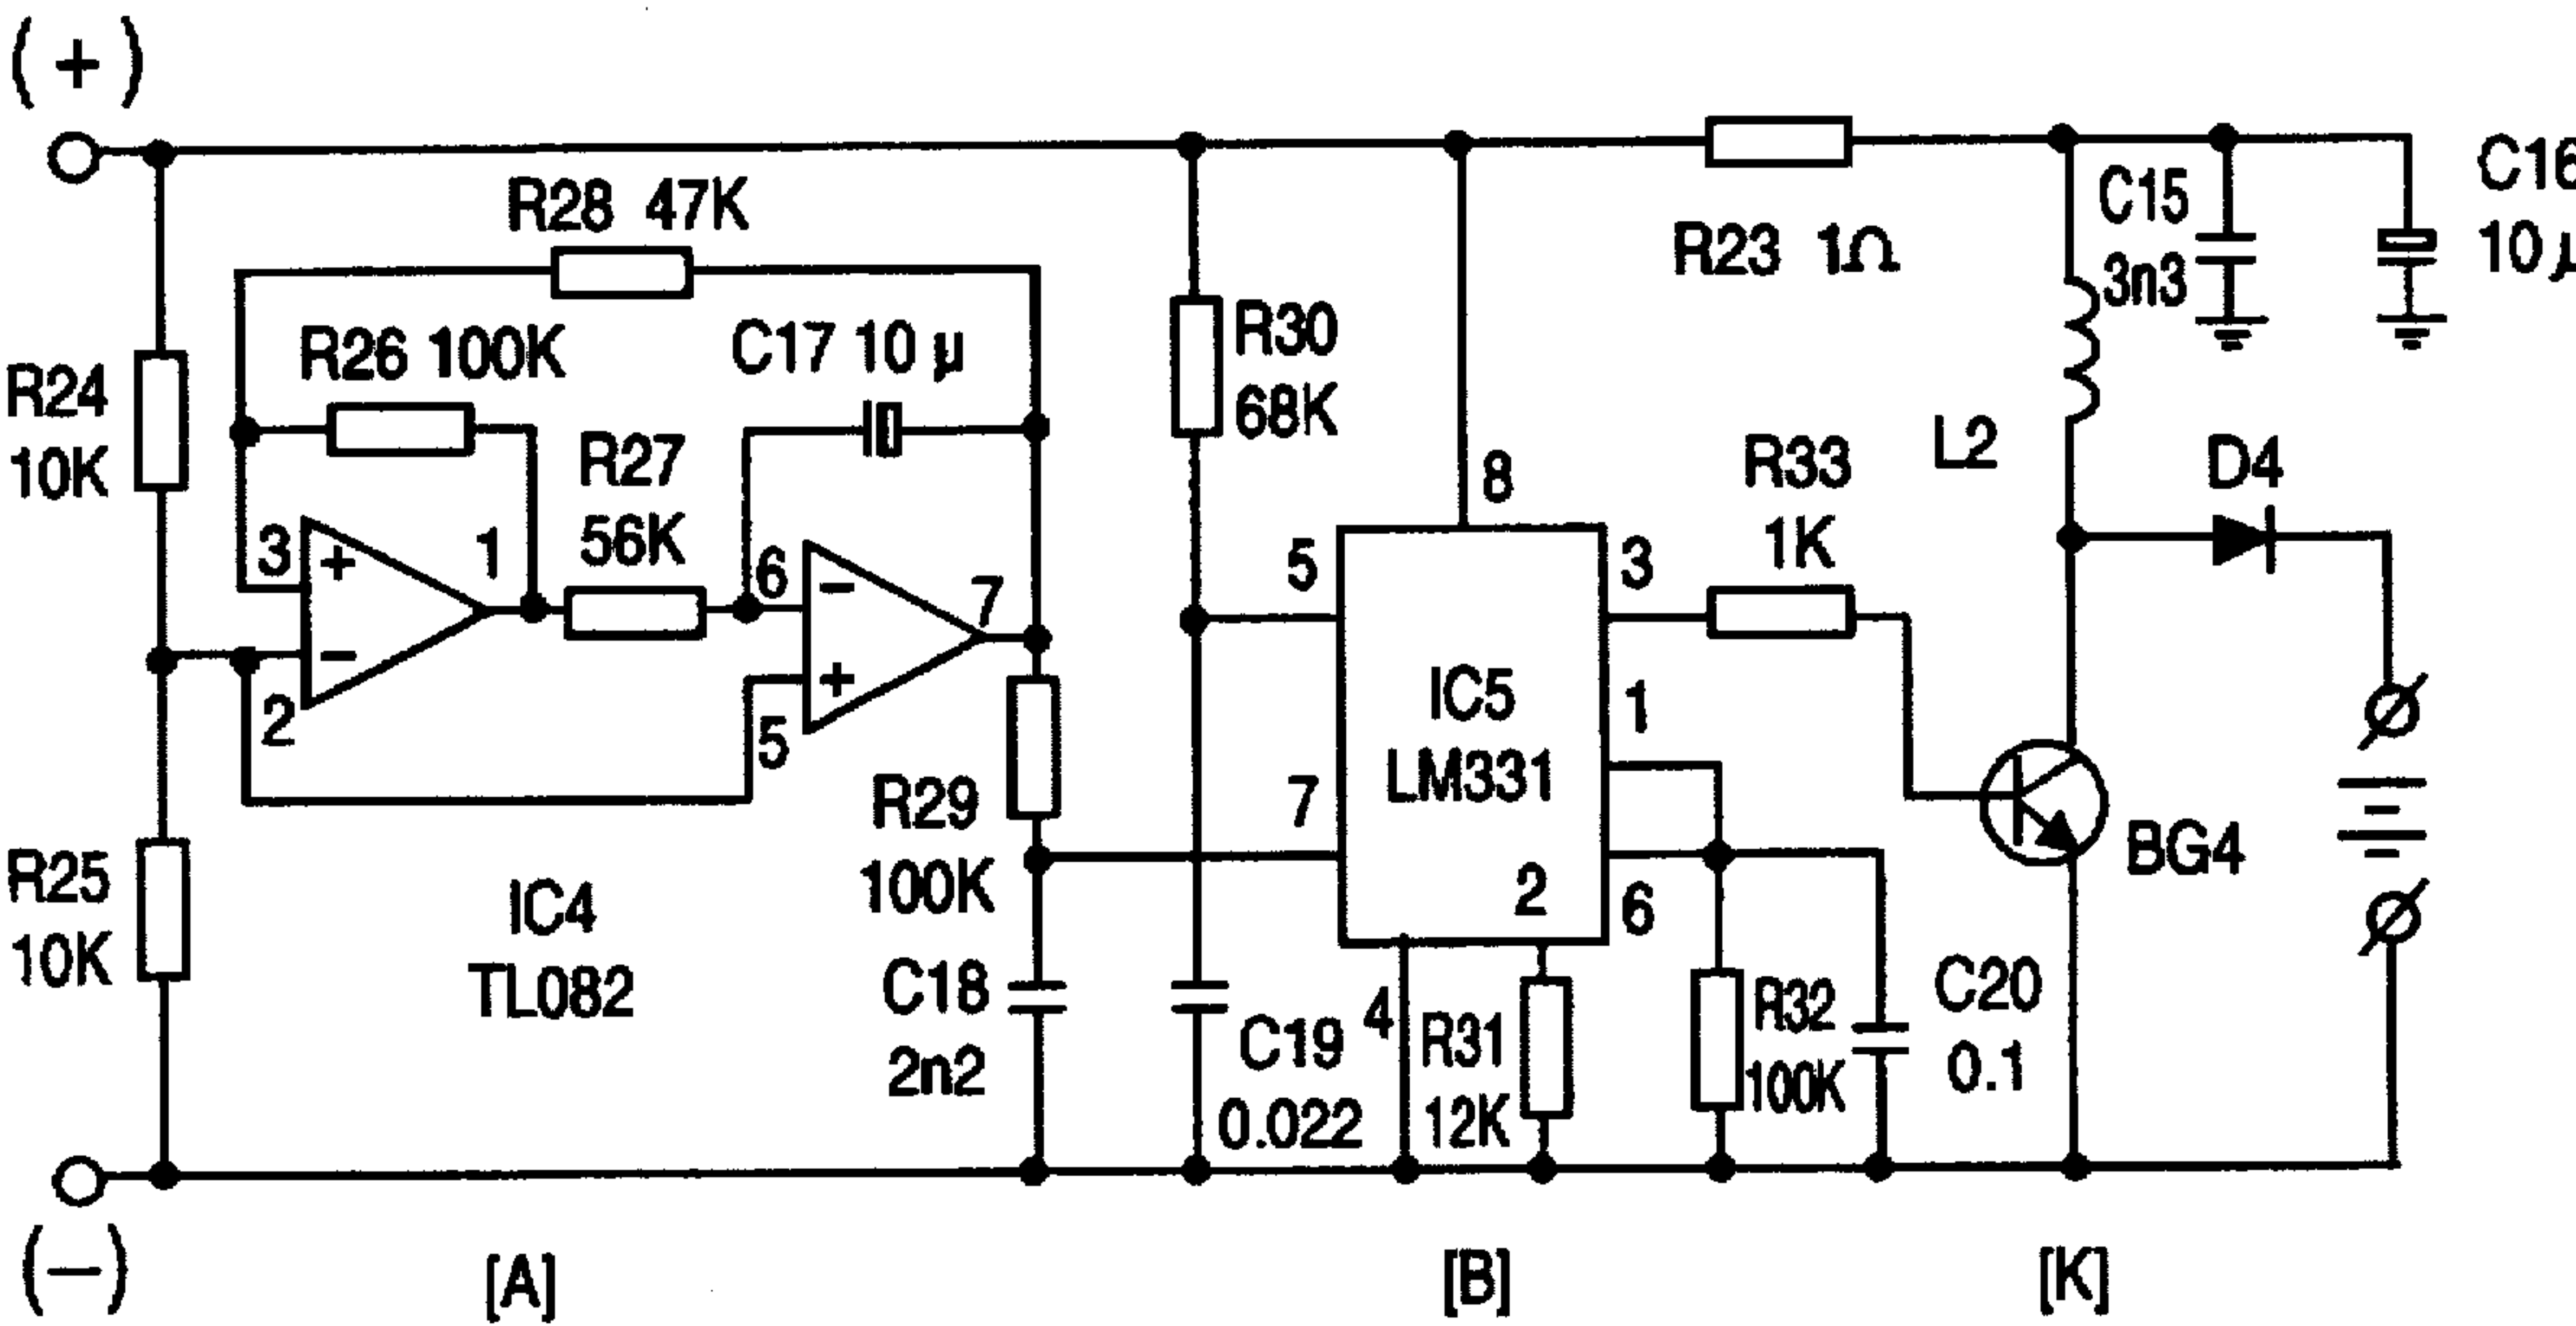 (+)
R28 47K
R26 100K
C17 10 μ
R24
10K
R27
56K
3
+
1
−
2
6
−
7
+
5
R25
10K
IC4
TL082
R29
100K
C18
2n2
R30
68K
R23 1Ω
C15
3n3
C16
10 μ
8
5
3
R33
1K
L2
D4
IC5
LM331
1
7
2
6
4
BG4
C19
0.022
R31
12K
R32
100K
C20
0.1
(−)
[A]
[B]
[K]